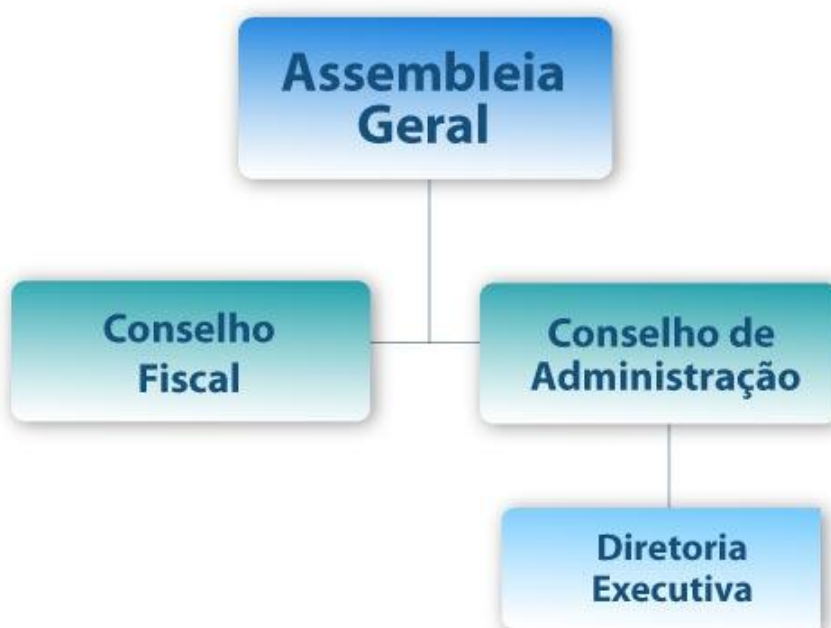 Assembleia
Geral
Conselho
Fiscal
Conselho de
Administração
Diretoria
Executiva